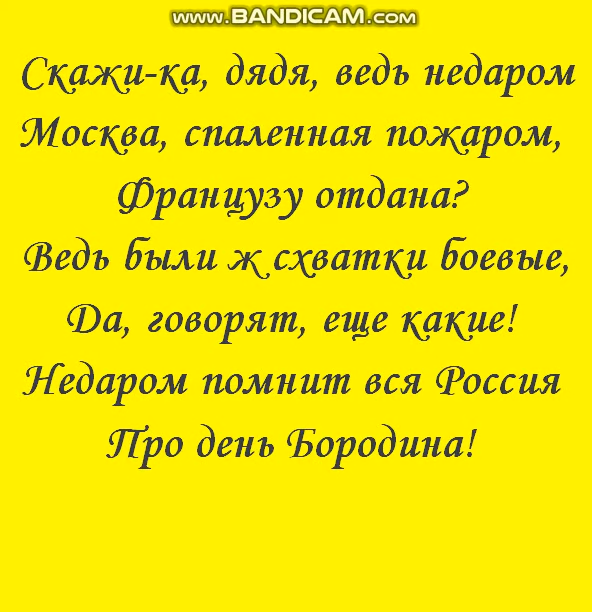 www.BANDICAM.com
Скажи-ка, дядя, ведь недаром
Москва, спаленная пожаром,
Французу отдана?
Ведь были ж схватки боевые,
Да, говорят, еще какие!
Недаром помнит вся Россия
Про день Бородина!